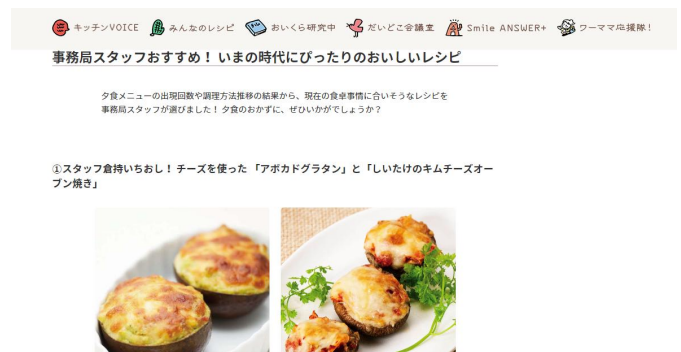 キッチンVOICE みんなのレシピ おいくら研究中 だいどこ会議室 Smile ANSWER+ ワーママ応援隊！
事務局スタッフおすすめ！ いまの時代にぴったりのおいしいレシピ
夕食メニューの出現回数や調理方法推移の結果から、現在の食卓事情に合いそうなレシピを
事務局スタッフが選びました！ 夕食のおかずに、ぜひいかがでしょうか？
①スタッフ倉持いちおし！ チーズを使った 「アボカドグラタン」と「しいたけのキムチーズオー
ブン焼き」